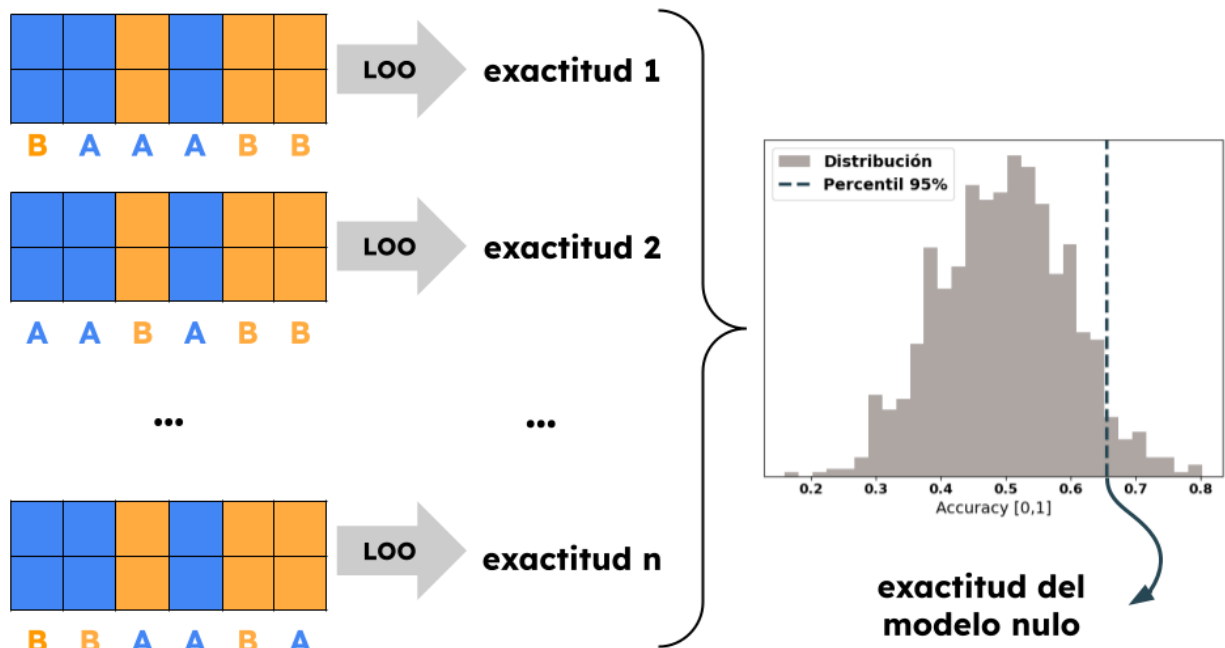 LOO
exactitud 1
B A A A B B
LOO
exactitud 2
A A B A B B
...
...
LOO
exactitud n
B B A A B A
Distribución
Percentil 95%
0.2 0.3 0.4 0.5 0.6 0.7 0.8
Accuracy [0,1]
exactitud del
modelo nulo